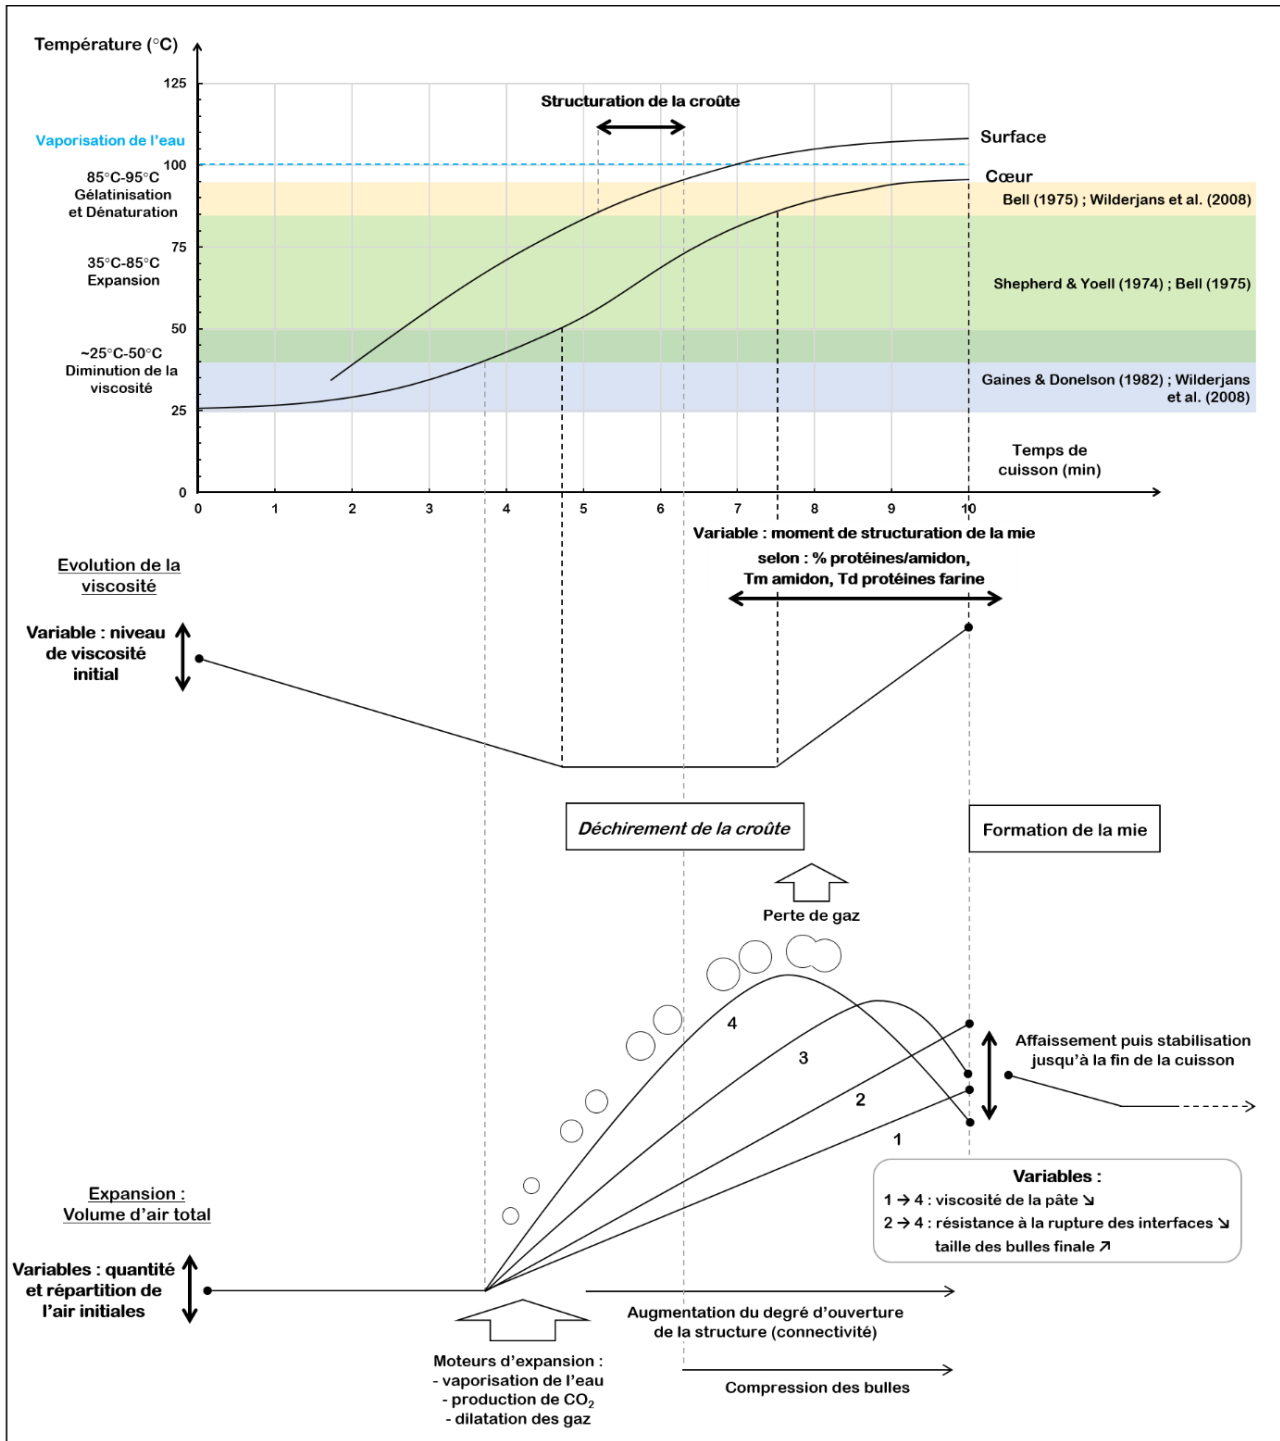 Température (°C)
125
Structuration de la croûte
Surface
Vaporisation de l'eau
100
85°C-95°C
Gélatinisation
et Dénaturation
Cœur
Bell (1975) ; Wilderjans et al. (2008)
75
35°C-85°C
Expansion
Shepherd & Yoell (1974) ; Bell (1975)
50
~25°C-50°C
Diminution de la
viscosité
Gaines & Donelson (1982) ; Wilderjans
et al. (2008)
25
Temps de
cuisson (min)
0
0 1 2 3 4 5 6 7 8 9 10
Variable : moment de structuration de la mie
selon : % protéines/amidon,
Tm amidon, Td protéines farine
Evolution de la
viscosité
Variable : niveau
de viscosité
initial
Déchirement de la croûte
Formation de la mie
Perte de gaz
4
3
2
1
Affaissement puis stabilisation
jusqu'à la fin de la cuisson
Variables :
1 → 4 : viscosité de la pâte ↘
2 → 4 : résistance à la rupture des interfaces ↘
taille des bulles finale ↗
Expansion :
Volume d'air total
Variables : quantité
et répartition de
l'air initiales
Augmentation du degré d'ouverture
de la structure (connectivité)
Moteurs d'expansion :
- vaporisation de l'eau
- production de CO₂
- dilatation des gaz
Compression des bulles